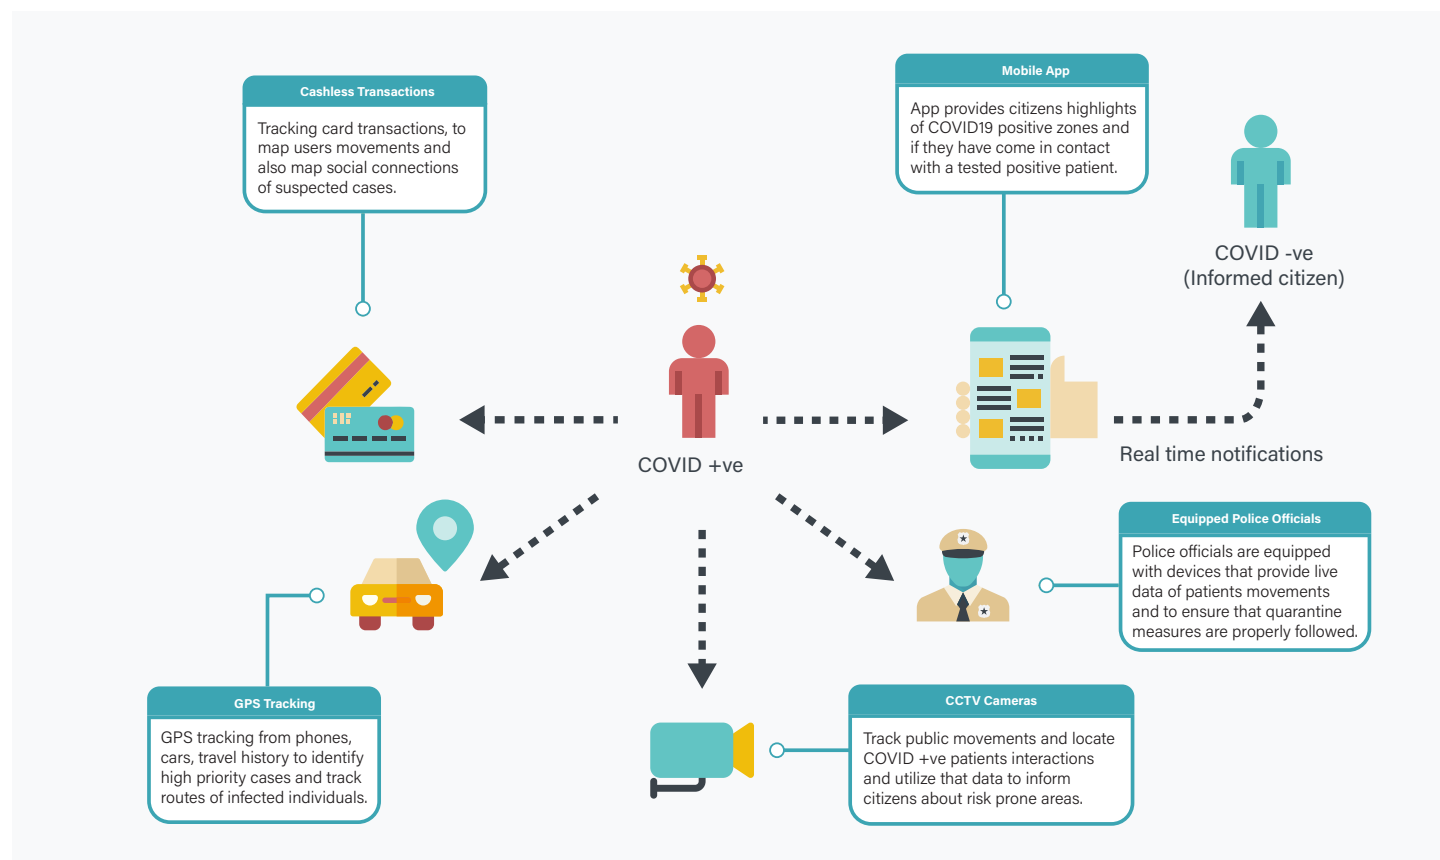 Cashless Transactions
Tracking card transactions, to
map users movements and
also map social connections
of suspected cases.
Mobile App
App provides citizens highlights
of COVID19 positive zones and
if they have come in contact
with a tested positive patient.
COVID -ve
(Informed citizen)
COVID +ve
Real time notifications
Equipped Police Officials
Police officials are equipped
with devices that provide live
data of patients movements
and to ensure that quarantine
measures are properly followed.
GPS Tracking
GPS tracking from phones,
cars, travel history to identify
high priority cases and track
routes of infected individuals.
CCTV Cameras
Track public movements and locate
COVID +ve patients interactions
and utilize that data to inform
citizens about risk prone areas.